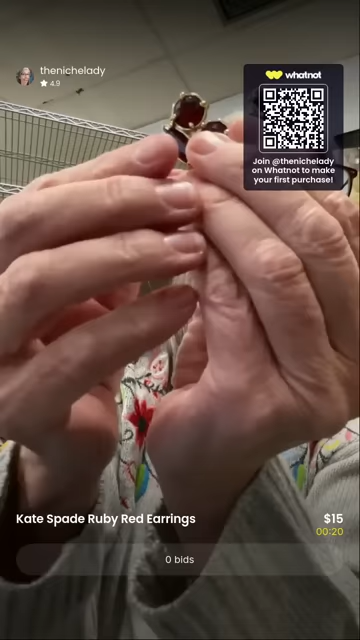 thenichelady
4.9
whatnot
Join @thenichelady
on Whatnot to make
your first purchase!
Kate Spade Ruby Red Earrings
$15
00:20
0 bids